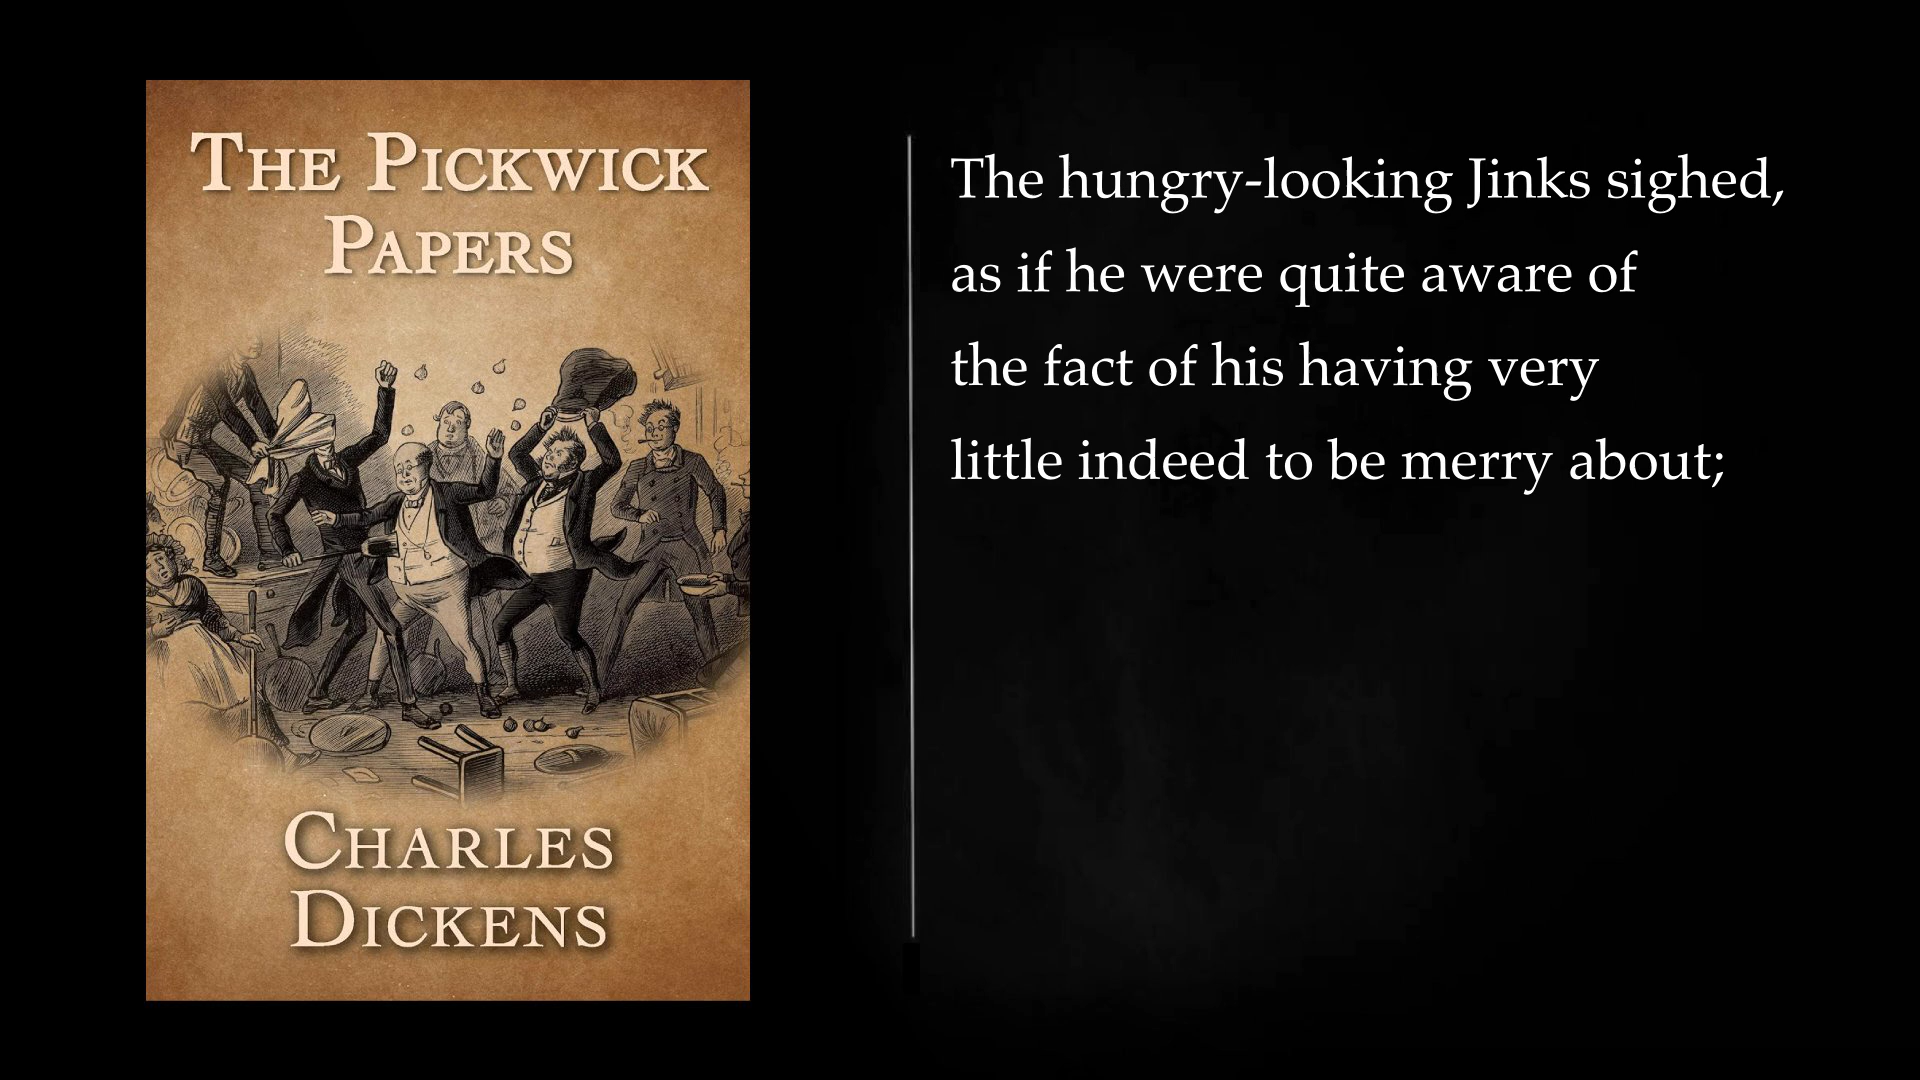 The Pickwick
Papers
Charles
Dickens
The hungry-looking Jinks sighed,
as if he were quite aware of
the fact of his having very
little indeed to be merry about;